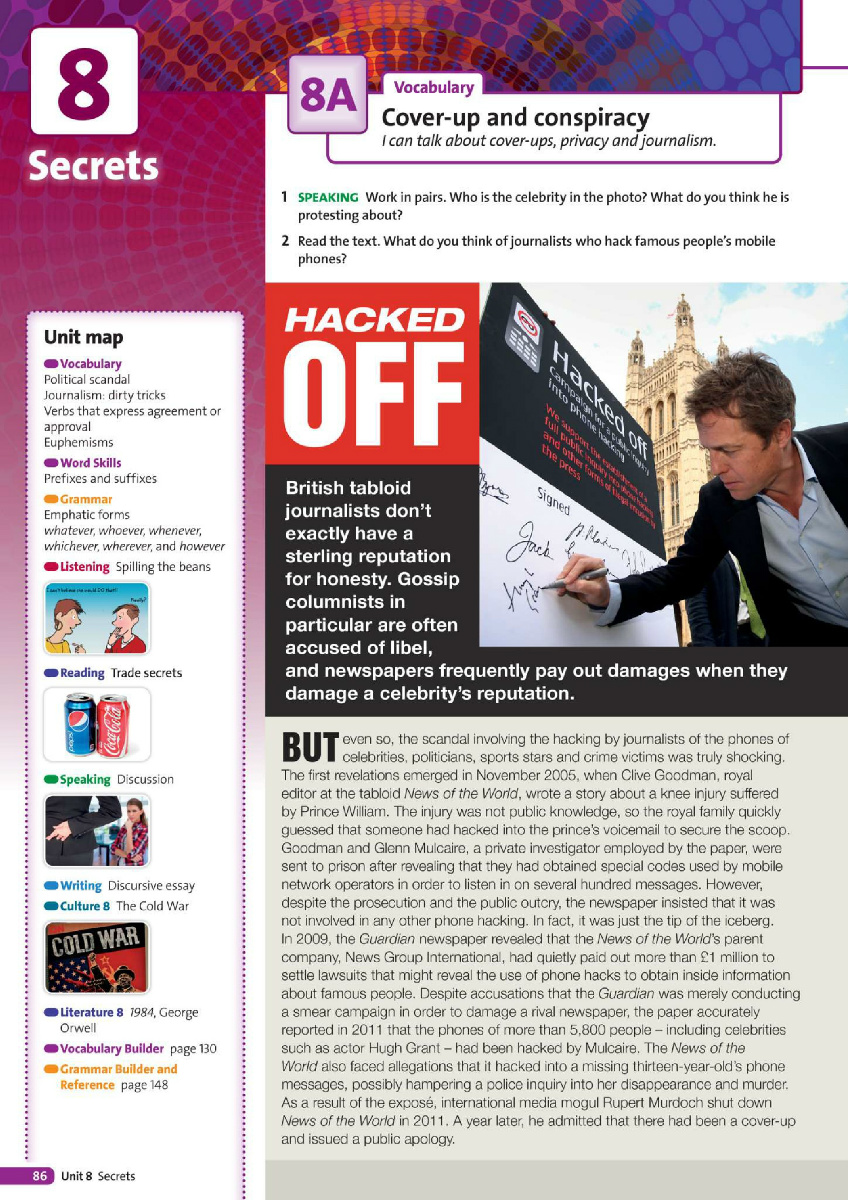 8
Secrets
8A
Vocabulary
Cover-up and conspiracy
I can talk about cover-ups, privacy and journalism.
1 SPEAKING Work in pairs. Who is the celebrity in the photo? What do you think he is
protesting about?
2 Read the text. What do you think of journalists who hack famous people's mobile
phones?
Unit map
Vocabulary
Political scandal
Journalism: dirty tricks
Verbs that express agreement or
approval
Euphemisms
Word Skills
Prefixes and suffixes
Grammar
Emphatic forms
whatever, whoever, whenever,
whichever, wherever, and however
Listening Spilling the beans
Really?
Reading Trade secrets
pepsi
Coca-Cola
Speaking Discussion
Writing Discursive essay
Culture 8 The Cold War
COLD WAR
Literature 8 1984, George
Orwell
Vocabulary Builder page 130
Grammar Builder and
Reference page 148
HACKED
OFF
Hacked off
Campaign for a public inquiry
into phone hacking
We support the establishment of a
full public inquiry into phone hacking
and other forms of illegal intrusion by
the press
Signed
Jack
British tabloid
journalists don't
exactly have a
sterling reputation
for honesty. Gossip
columnists in
particular are often
accused of libel,
and newspapers frequently pay out damages when they
damage a celebrity's reputation.
BUT even so, the scandal involving the hacking by journalists of the phones of
celebrities, politicians, sports stars and crime victims was truly shocking.
The first revelations emerged in November 2005, when Clive Goodman, royal
editor at the tabloid News of the World, wrote a story about a knee injury suffered
by Prince William. The injury was not public knowledge, so the royal family quickly
guessed that someone had hacked into the prince's voicemail to secure the scoop.
Goodman and Glenn Mulcaire, a private investigator employed by the paper, were
sent to prison after revealing that they had obtained special codes used by mobile
network operators in order to listen in on several hundred messages. However,
despite the prosecution and the public outcry, the newspaper insisted that it was
not involved in any other phone hacking. In fact, it was just the tip of the iceberg.
In 2009, the Guardian newspaper revealed that the News of the World's parent
company, News Group International, had quietly paid out more than £1 million to
settle lawsuits that might reveal the use of phone hacks to obtain inside information
about famous people. Despite accusations that the Guardian was merely conducting
a smear campaign in order to damage a rival newspaper, the paper accurately
reported in 2011 that the phones of more than 5,800 people – including celebrities
such as actor Hugh Grant – had been hacked by Mulcaire. The News of the
World also faced allegations that it hacked into a missing thirteen-year-old's phone
messages, possibly hampering a police inquiry into her disappearance and murder.
As a result of the exposé, international media mogul Rupert Murdoch shut down
News of the World in 2011. A year later, he admitted that there had been a cover-up
and issued a public apology.
86 Unit 8 Secrets